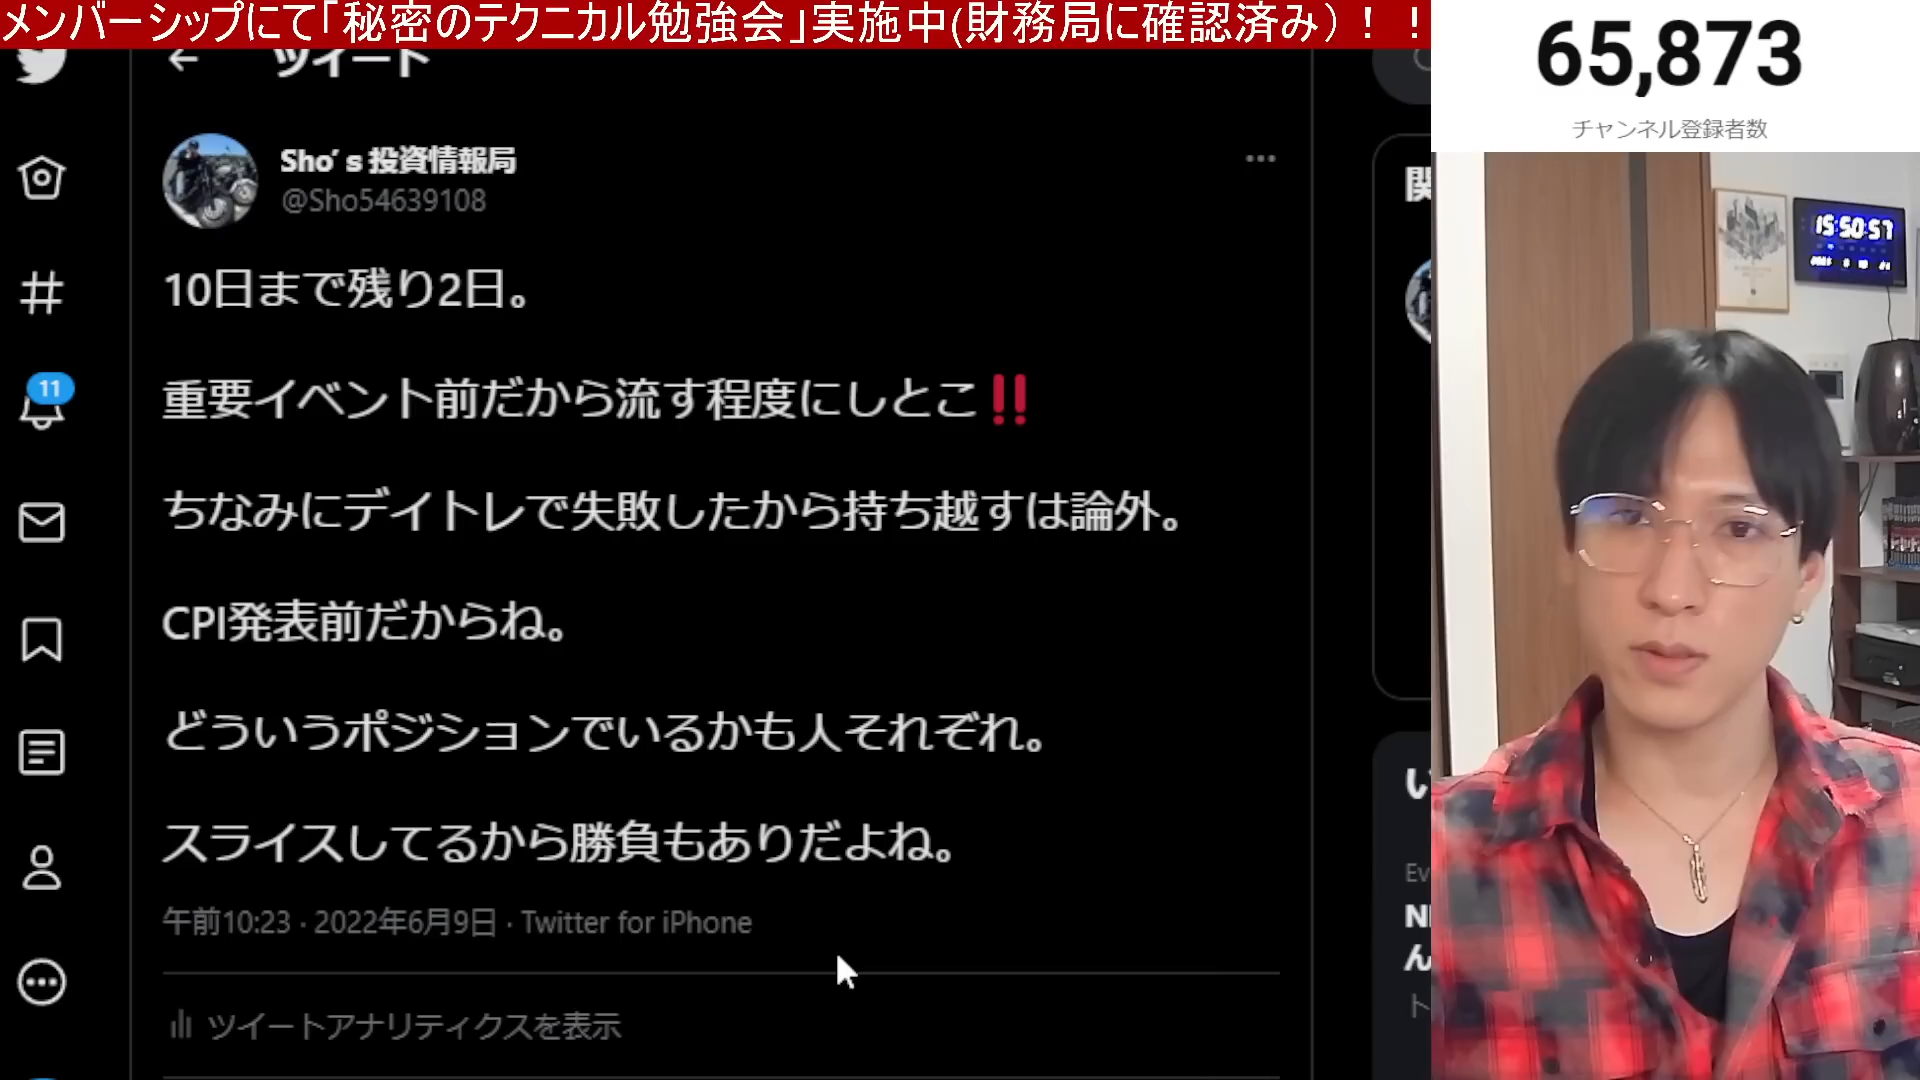 メンバーシップにて「秘密のテクニカル勉強会」実施中(財務局に確認済み）！！
65,873
チャンネル登録者数
ツイート
Sho′s投資情報局
@Sho54639108
10日まで残り2日。
重要イベント前だから流す程度にしとこ‼
ちなみにデイトレで失敗したから持ち越すは論外。
CPI発表前だからね。
どういうポジションでいるかも人それぞれ。
スライスしてるから勝負もありだよね。
午前10:23 · 2022年6月9日 · Twitter for iPhone
ツイートアナリティクスを表示
11
関
い
Ev
ん
ト
15:50:57